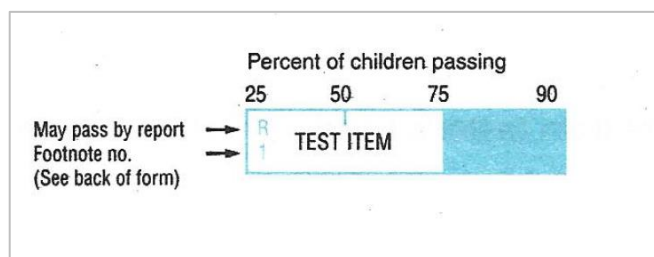 Percent of children passing
25 50 75 90
May pass by report R
Footnote no. 1 TEST ITEM
(See back of form)